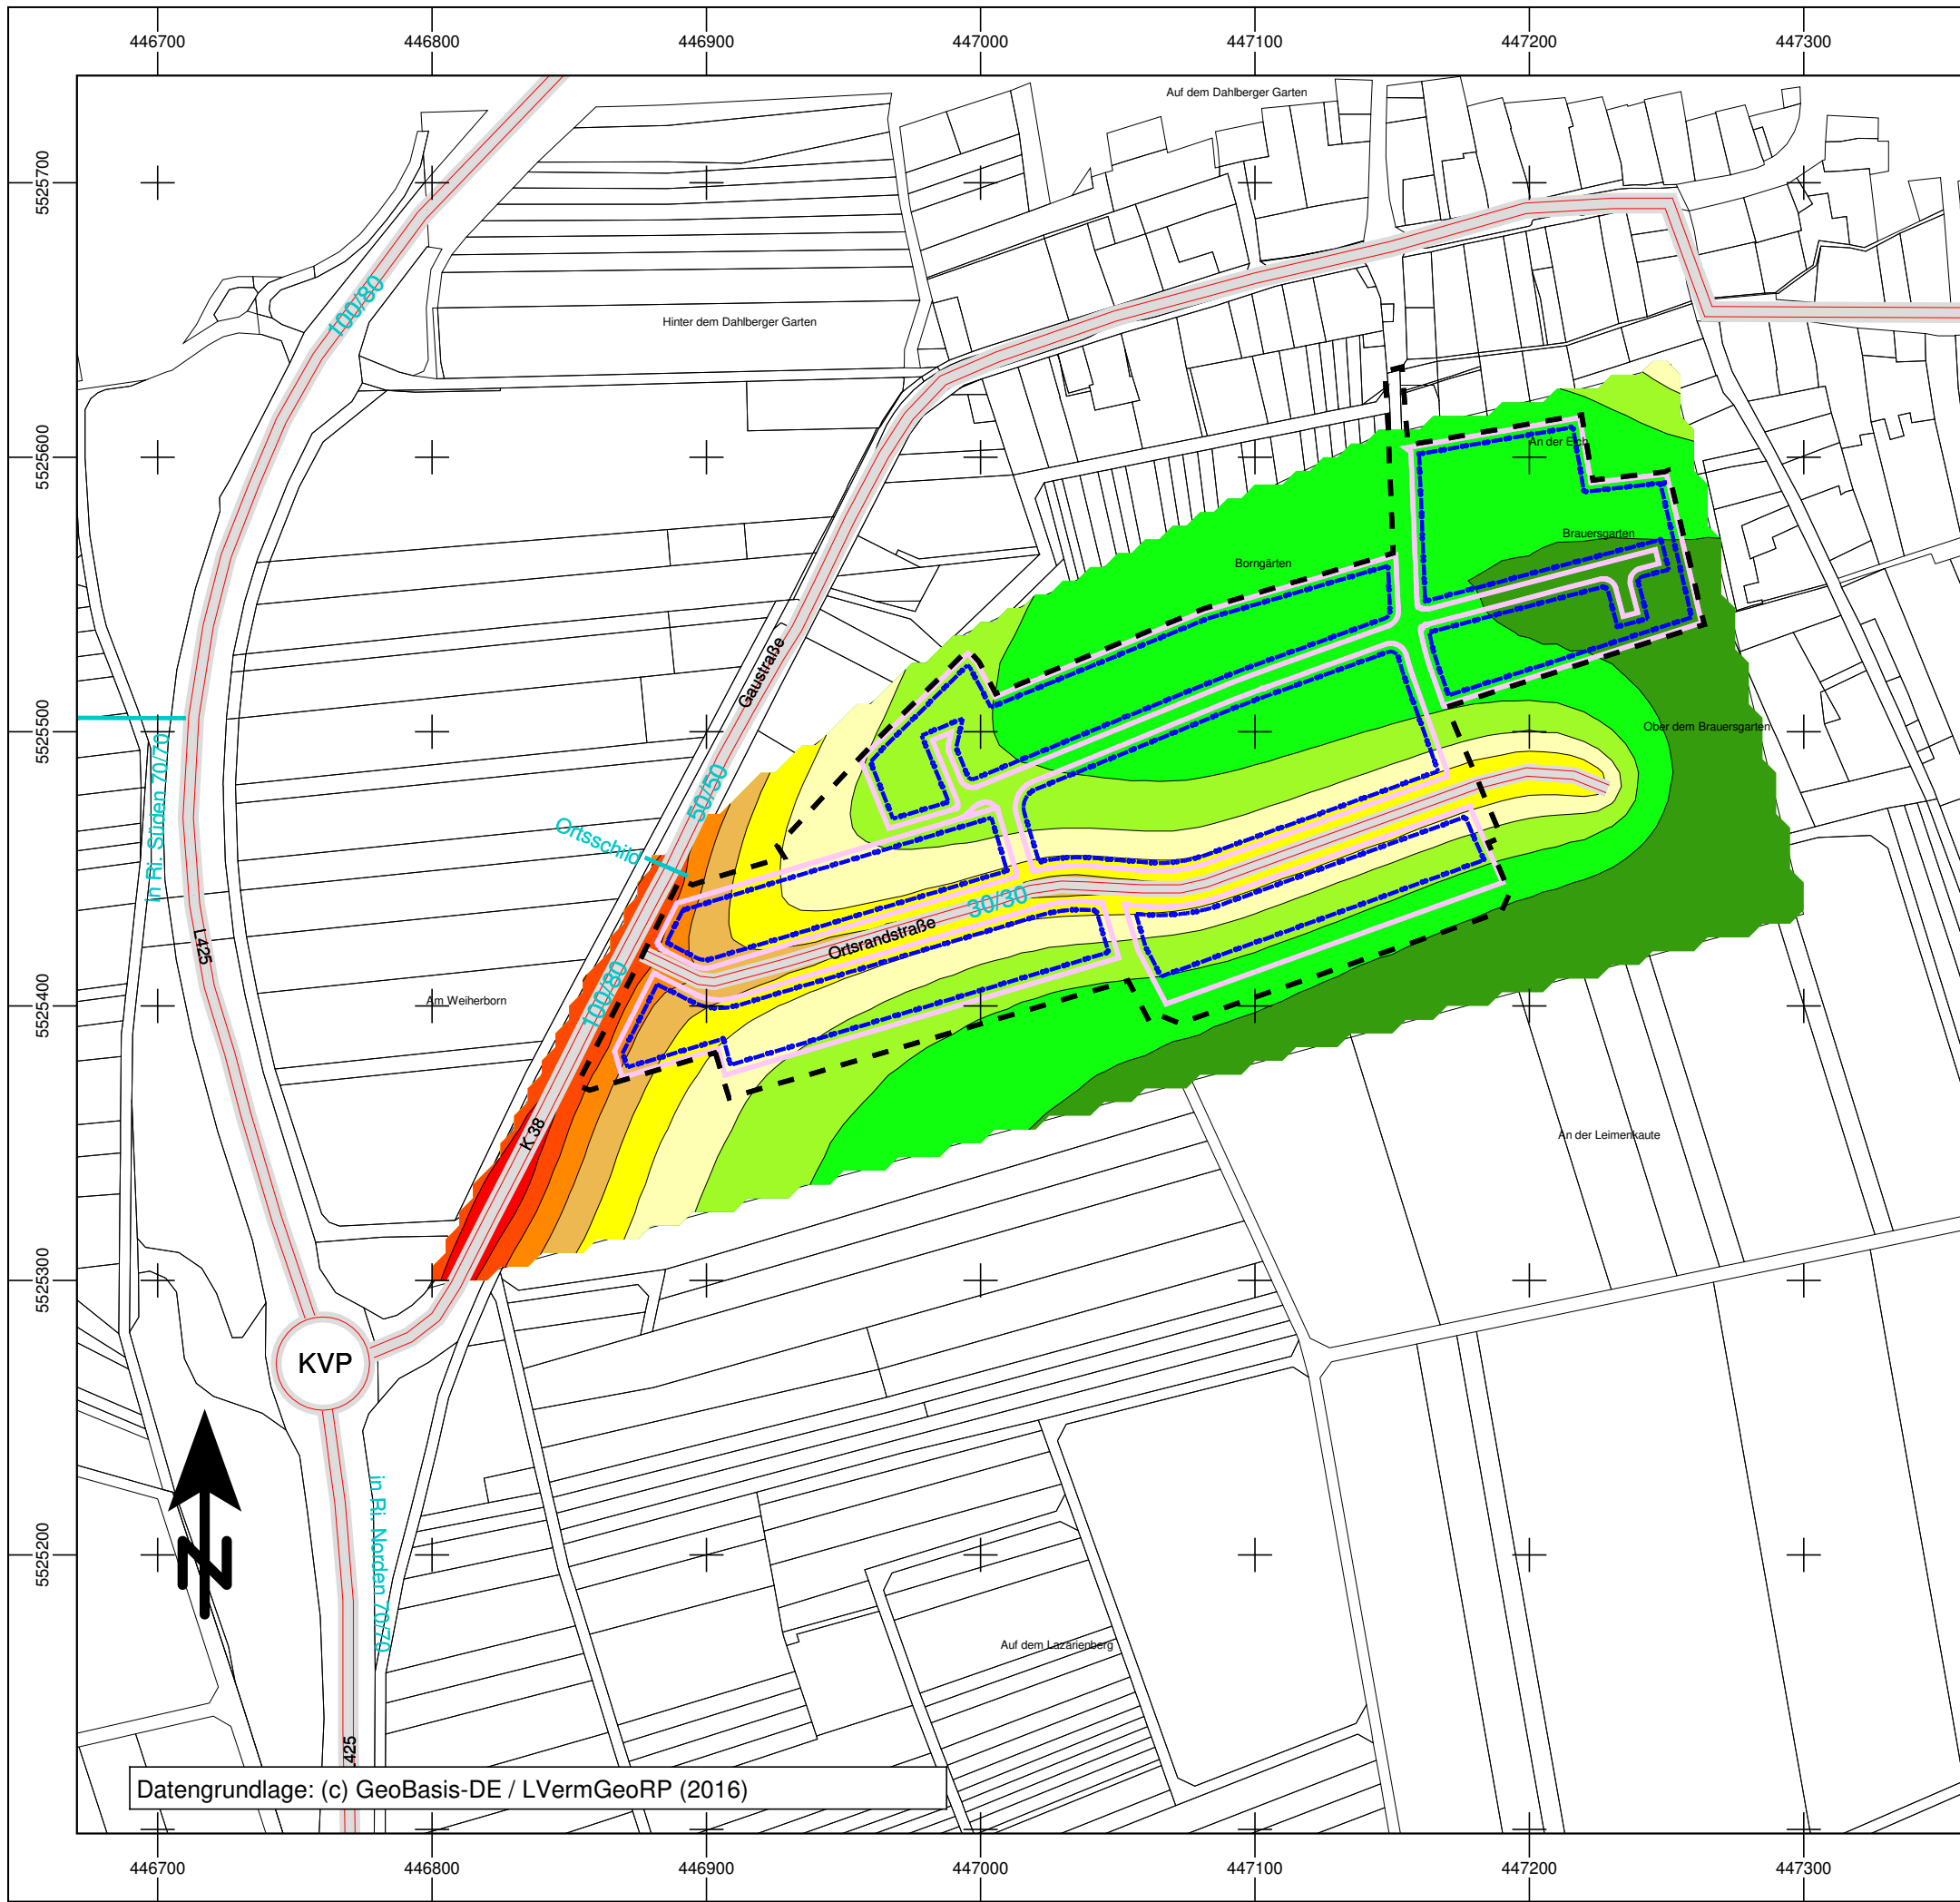 446700 446800 446900 447000 447100 447200 447300
5525700
5525600
5525500
5525400
5525300
5525200
Auf dem Dahlberger Garten
100/80
Hinter dem Dahlberger Garten
An der Eich
Brauersgarten
Borngärten
Gaustraße
Ober dem Brauersgarten
in Ri. Süden 70/70
50/50
Ortsschild
30/30
Ortsrandstraße
L425
100/80
Am Weiherborn
K 38
An der Leimenkaute
KVP
N
in Ri. Norden 70/70
Auf dem Lazarienberg
425
Datengrundlage: (c) GeoBasis-DE / LVermGeoRP (2016)
446700 446800 446900 447000 447100 447200 447300